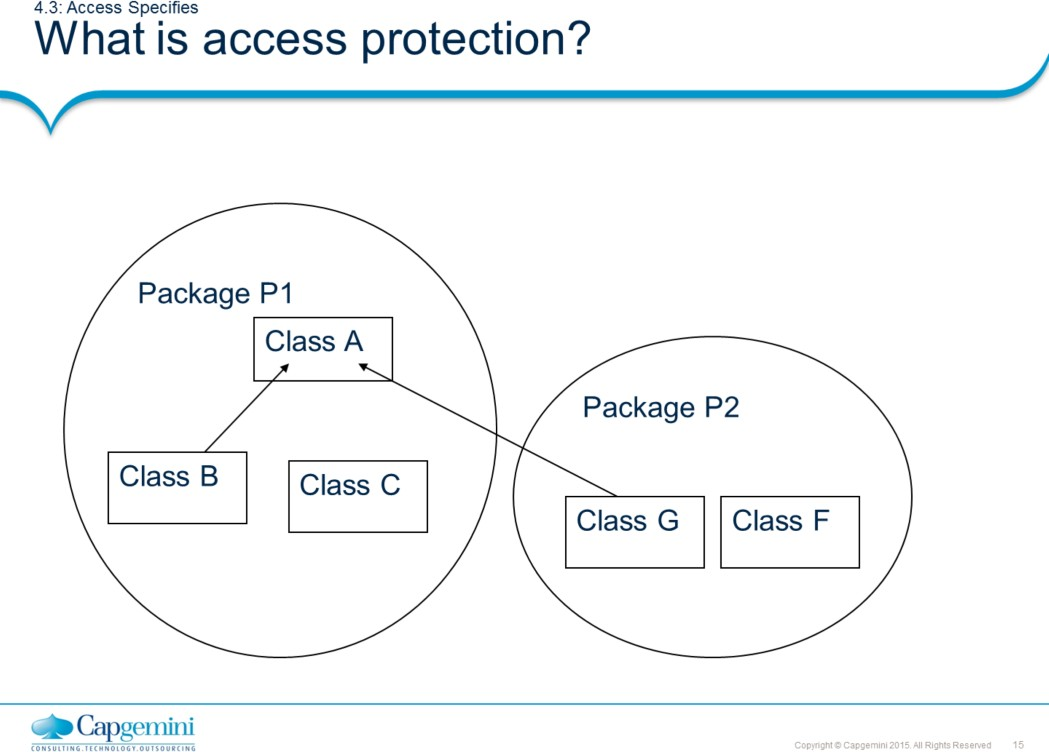 4.3: Access Specifies
What is access protection?
Package P1
Class A
Package P2
Class B
Class C
Class G
Class F
Capgemini
CONSULTING.TECHNOLOGY.OUTSOURCING
Copyright © Capgemini 2015. All Rights Reserved
15